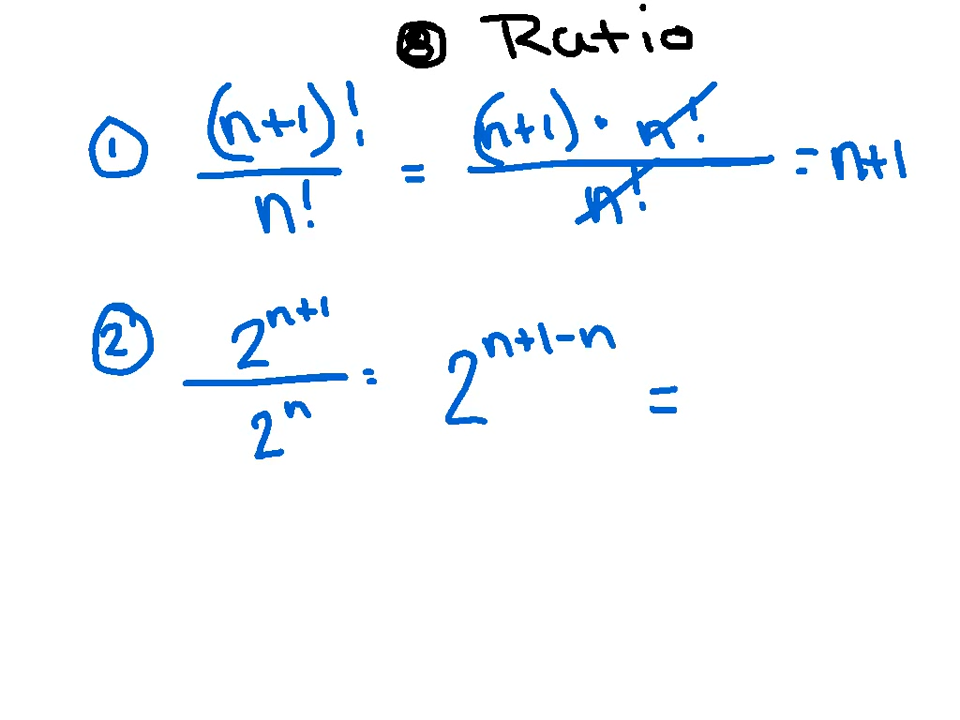 ⑧ Ratio
① (n+1)! / n! = (n+1) · n! / n! = n+1
② 2^{n+1} / 2^n = 2^{n+1-n} =